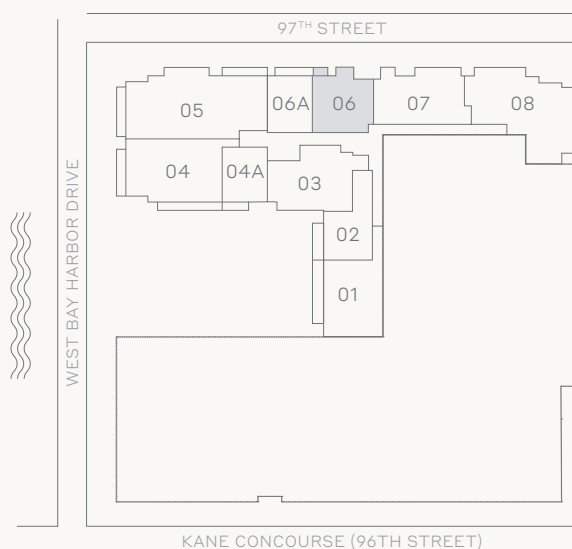 97TH STREET
05
06A
06
07
08
04
04A
03
02
01
WEST BAY HARBOR DRIVE
KANE CONCOURSE (96TH STREET)